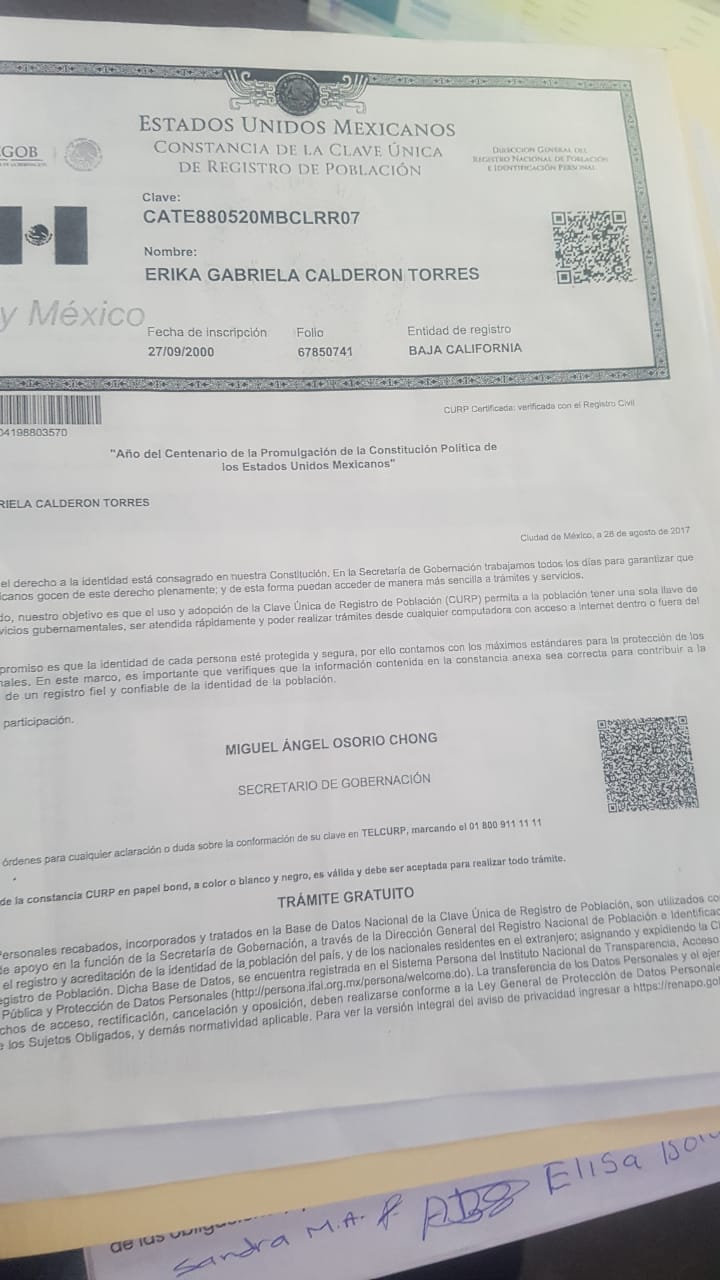 GOB
ESTADOS UNIDOS MEXICANOS
CONSTANCIA DE LA CLAVE ÚNICA
DE REGISTRO DE POBLACIÓN
DIRECCIÓN GENERAL DEL
REGISTRO NACIONAL DE POBLACIÓN
E IDENTIFICACIÓN PERSONAL
Clave:
CATE880520MBCLRR07
Nombre:
ERIKA GABRIELA CALDERON TORRES
y México
Fecha de inscripción Folio Entidad de registro
27/09/2000 67850741 BAJA CALIFORNIA
04198803570
CURP Certificada: verificada con el Registro Civil
"Año del Centenario de la Promulgación de la Constitución Política de
los Estados Unidos Mexicanos"
RIELA CALDERON TORRES
Ciudad de México, a 28 de agosto de 2017
el derecho a la identidad está consagrado en nuestra Constitución. En la Secretaría de Gobernación trabajamos todos los días para garantizar que
icanos gocen de este derecho plenamente; y de esta forma puedan acceder de manera más sencilla a trámites y servicios.
do, nuestro objetivo es que el uso y adopción de la Clave Única de Registro de Población (CURP) permita a la población tener una sola llave de
vicios gubernamentales, ser atendida rápidamente y poder realizar trámites desde cualquier computadora con acceso a internet dentro o fuera del
promiso es que la identidad de cada persona esté protegida y segura, por ello contamos con los máximos estándares para la protección de los
nales. En este marco, es importante que verifiques que la información contenida en la constancia anexa sea correcta para contribuir a la
de un registro fiel y confiable de la identidad de la población.
participación.
MIGUEL ÁNGEL OSORIO CHONG
SECRETARIO DE GOBERNACIÓN
órdenes para cualquier aclaración o duda sobre la conformación de su clave en TELCURP, marcando el 01 800 911 11 11
de la constancia CURP en papel bond, a color o blanco y negro, es válida y debe ser aceptada para realizar todo trámite.
TRÁMITE GRATUITO
Personales recabados, incorporados y tratados en la Base de Datos Nacional de la Clave Única de Registro de Población, son utilizados co
de apoyo en la función de la Secretaría de Gobernación, a través de la Dirección General del Registro Nacional de Población e Identificac
el registro y acreditación de la identidad de la población del país, y de los nacionales residentes en el extranjero; asignando y expidiendo la C
egistro de Población. Dicha Base de Datos, se encuentra registrada en el Sistema Persona del Instituto Nacional de Transparencia, Acceso
Pública y Protección de Datos Personales (http://persona.ifai.org.mx/persona/welcome.do). La transferencia de los Datos Personales y el ejer
chos de acceso, rectificación, cancelación y oposición, deben realizarse conforme a la Ley General de Protección de Datos Personale
e los Sujetos Obligados, y demás normatividad aplicable. Para ver la versión integral del aviso de privacidad ingresar a https://renapo.gob
de las
Sandra M.A.
Elisa